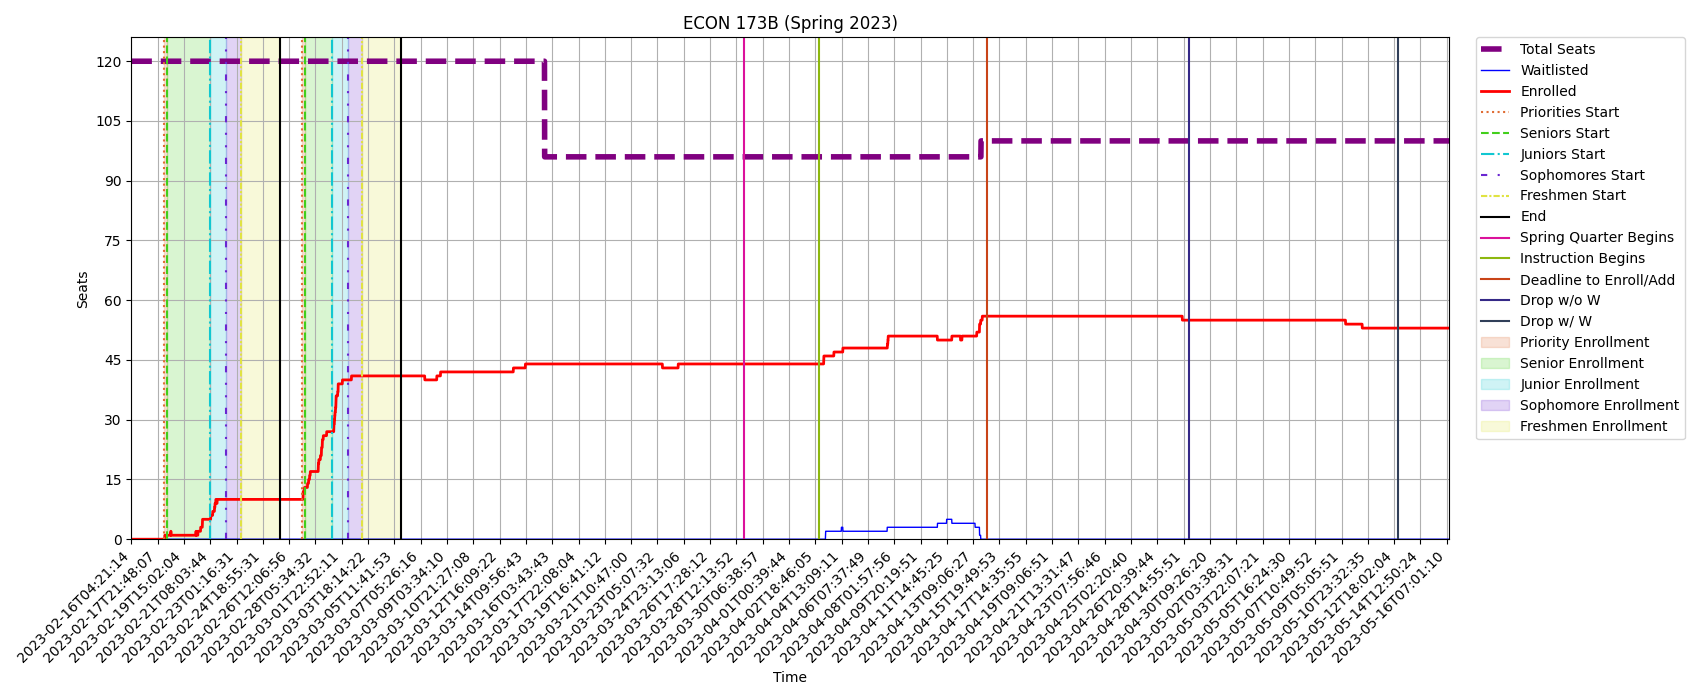 ECON 173B (Spring 2023)
Seats
120
105
90
75
60
45
30
15
0
2023-02-16T04:21:14
2023-02-17T21:48:07
2023-02-19T15:02:04
2023-02-21T08:03:44
2023-02-23T01:16:31
2023-02-24T18:55:31
2023-02-26T12:06:56
2023-02-28T05:34:32
2023-03-01T22:52:11
2023-03-03T18:14:22
2023-03-05T11:41:53
2023-03-07T05:26:16
2023-03-09T03:34:10
2023-03-12T16:09:22
2023-03-14T09:56:43
2023-03-16T03:43:43
2023-03-17T22:08:04
2023-03-19T16:41:12
2023-03-21T10:47:00
2023-03-23T05:07:32
2023-03-24T23:13:06
2023-03-26T17:28:12
2023-03-28T12:13:52
2023-03-30T06:38:57
2023-04-01T00:39:44
2023-04-02T18:46:05
2023-04-04T13:09:11
2023-04-06T07:37:49
2023-04-08T01:57:56
2023-04-09T20:19:51
2023-04-11T14:45:25
2023-04-13T09:06:27
2023-04-15T19:49:53
2023-04-17T14:35:55
2023-04-19T09:06:51
2023-04-21T13:31:47
2023-04-23T07:56:46
2023-04-25T02:20:40
2023-04-26T20:39:44
2023-04-28T14:55:51
2023-04-30T09:26:20
2023-05-02T03:38:31
2023-05-03T22:07:21
2023-05-05T16:24:30
2023-05-07T10:49:52
2023-05-09T05:05:51
2023-05-10T23:32:35
2023-05-12T18:02:04
2023-05-14T12:50:24
2023-05-16T07:01:10
Time
Total Seats
Waitlisted
Enrolled
Priorities Start
Seniors Start
Juniors Start
Sophomores Start
Freshmen Start
End
Spring Quarter Begins
Instruction Begins
Deadline to Enroll/Add
Drop w/o W
Drop w/ W
Priority Enrollment
Senior Enrollment
Junior Enrollment
Sophomore Enrollment
Freshmen Enrollment